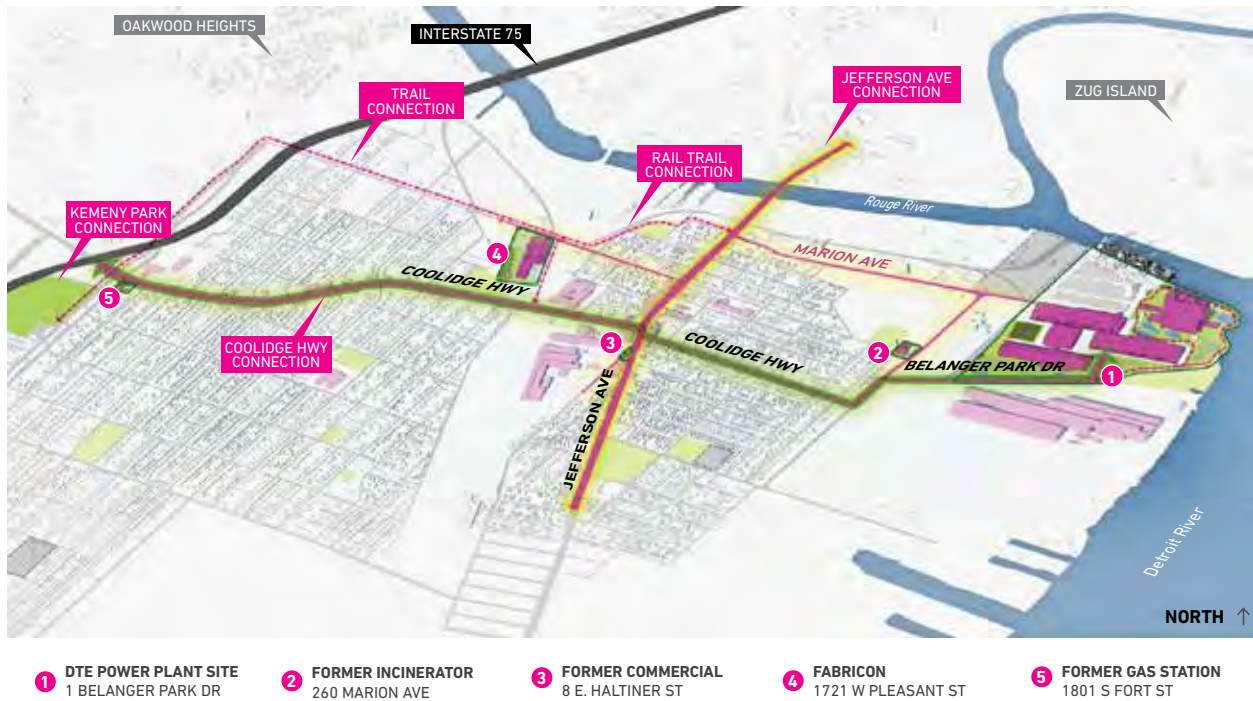 OAKWOOD HEIGHTS
INTERSTATE 75
TRAIL
CONNECTION
JEFFERSON AVE
CONNECTION
ZUG ISLAND
RAIL TRAIL
CONNECTION
KEMENY PARK
CONNECTION
Rouge River
MARION AVE
4
COOLIDGE HWY
5
COOLIDGE HWY
CONNECTION
3
COOLIDGE HWY
2
BELANGER PARK DR
1
JEFFERSON AVE
Detroit River
NORTH ↑
1 DTE POWER PLANT SITE
1 BELANGER PARK DR
2 FORMER INCINERATOR
260 MARION AVE
3 FORMER COMMERCIAL
8 E. HALTINER ST
4 FABRICON
1721 W PLEASANT ST
5 FORMER GAS STATION
1801 S FORT ST